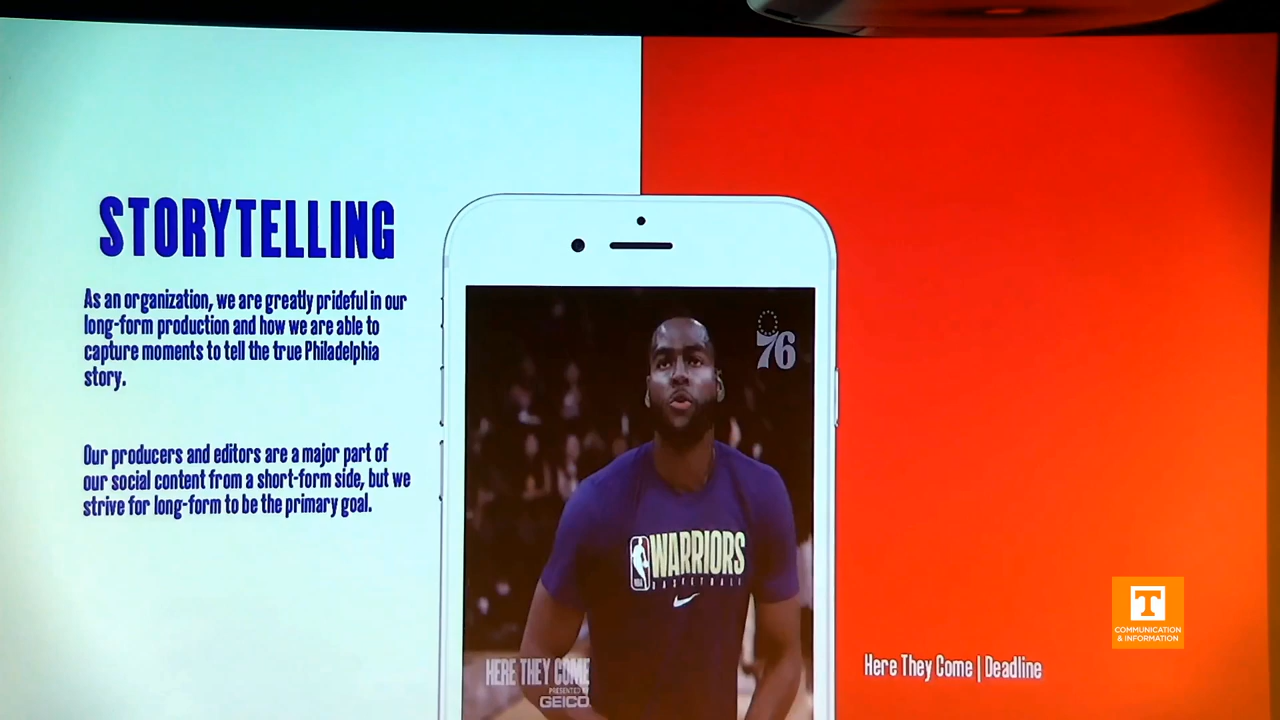 STORYTELLING
As an organization, we are greatly prideful in our
long-form production and how we are able to
capture moments to tell the true Philadelphia
story.
Our producers and editors are a major part of
our social content from a short-form side, but we
strive for long-form to be the primary goal.
76
NBA
WARRIORS
BASKETBALL
HERE THEY COME
PRESENTED BY
GEICO
Here They Come | Deadline
T
COMMUNICATION
& INFORMATION